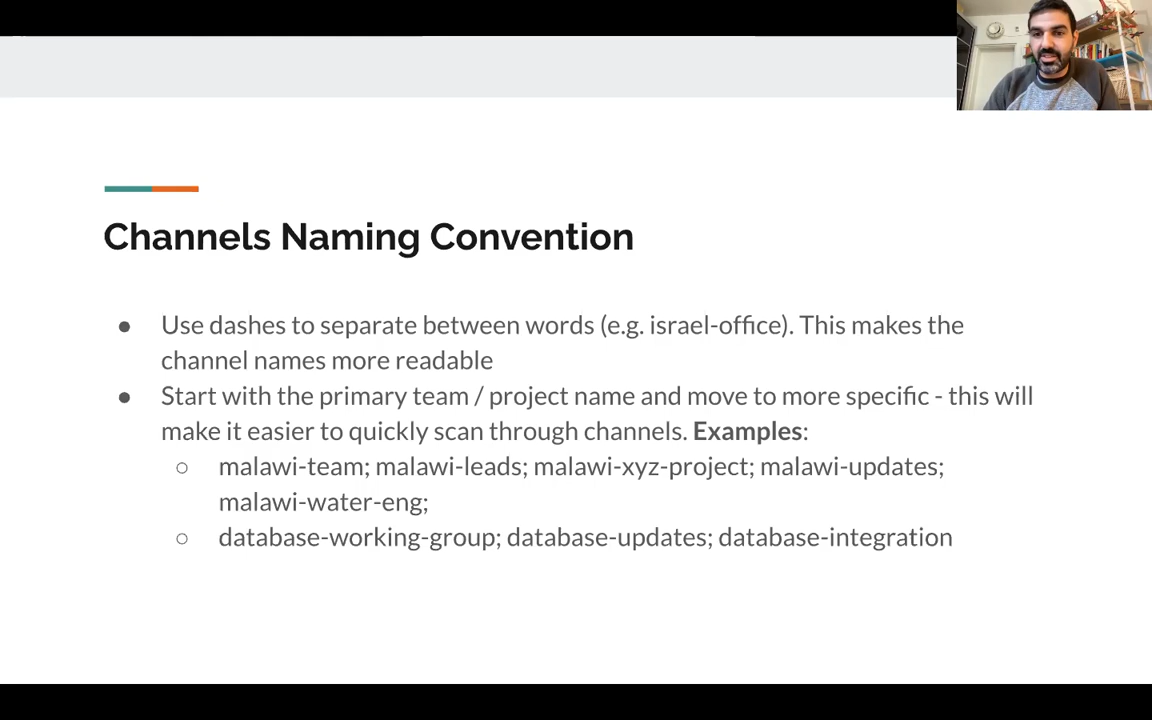 Channels Naming Convention
● Use dashes to separate between words (e.g. israel-office). This makes the
channel names more readable
● Start with the primary team / project name and move to more specific - this will
make it easier to quickly scan through channels. Examples:
○ malawi-team; malawi-leads; malawi-xyz-project; malawi-updates;
malawi-water-eng;
○ database-working-group; database-updates; database-integration